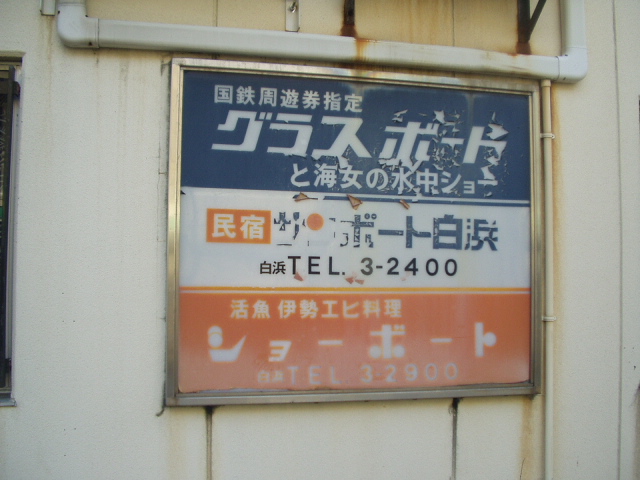 国鉄周遊券指定
グラスボート
と海女の水中ショー
民宿 サンボート白浜
白浜TEL. 3-2400
活魚 伊勢エビ料理
ショーボート
白浜TEL 3-2900